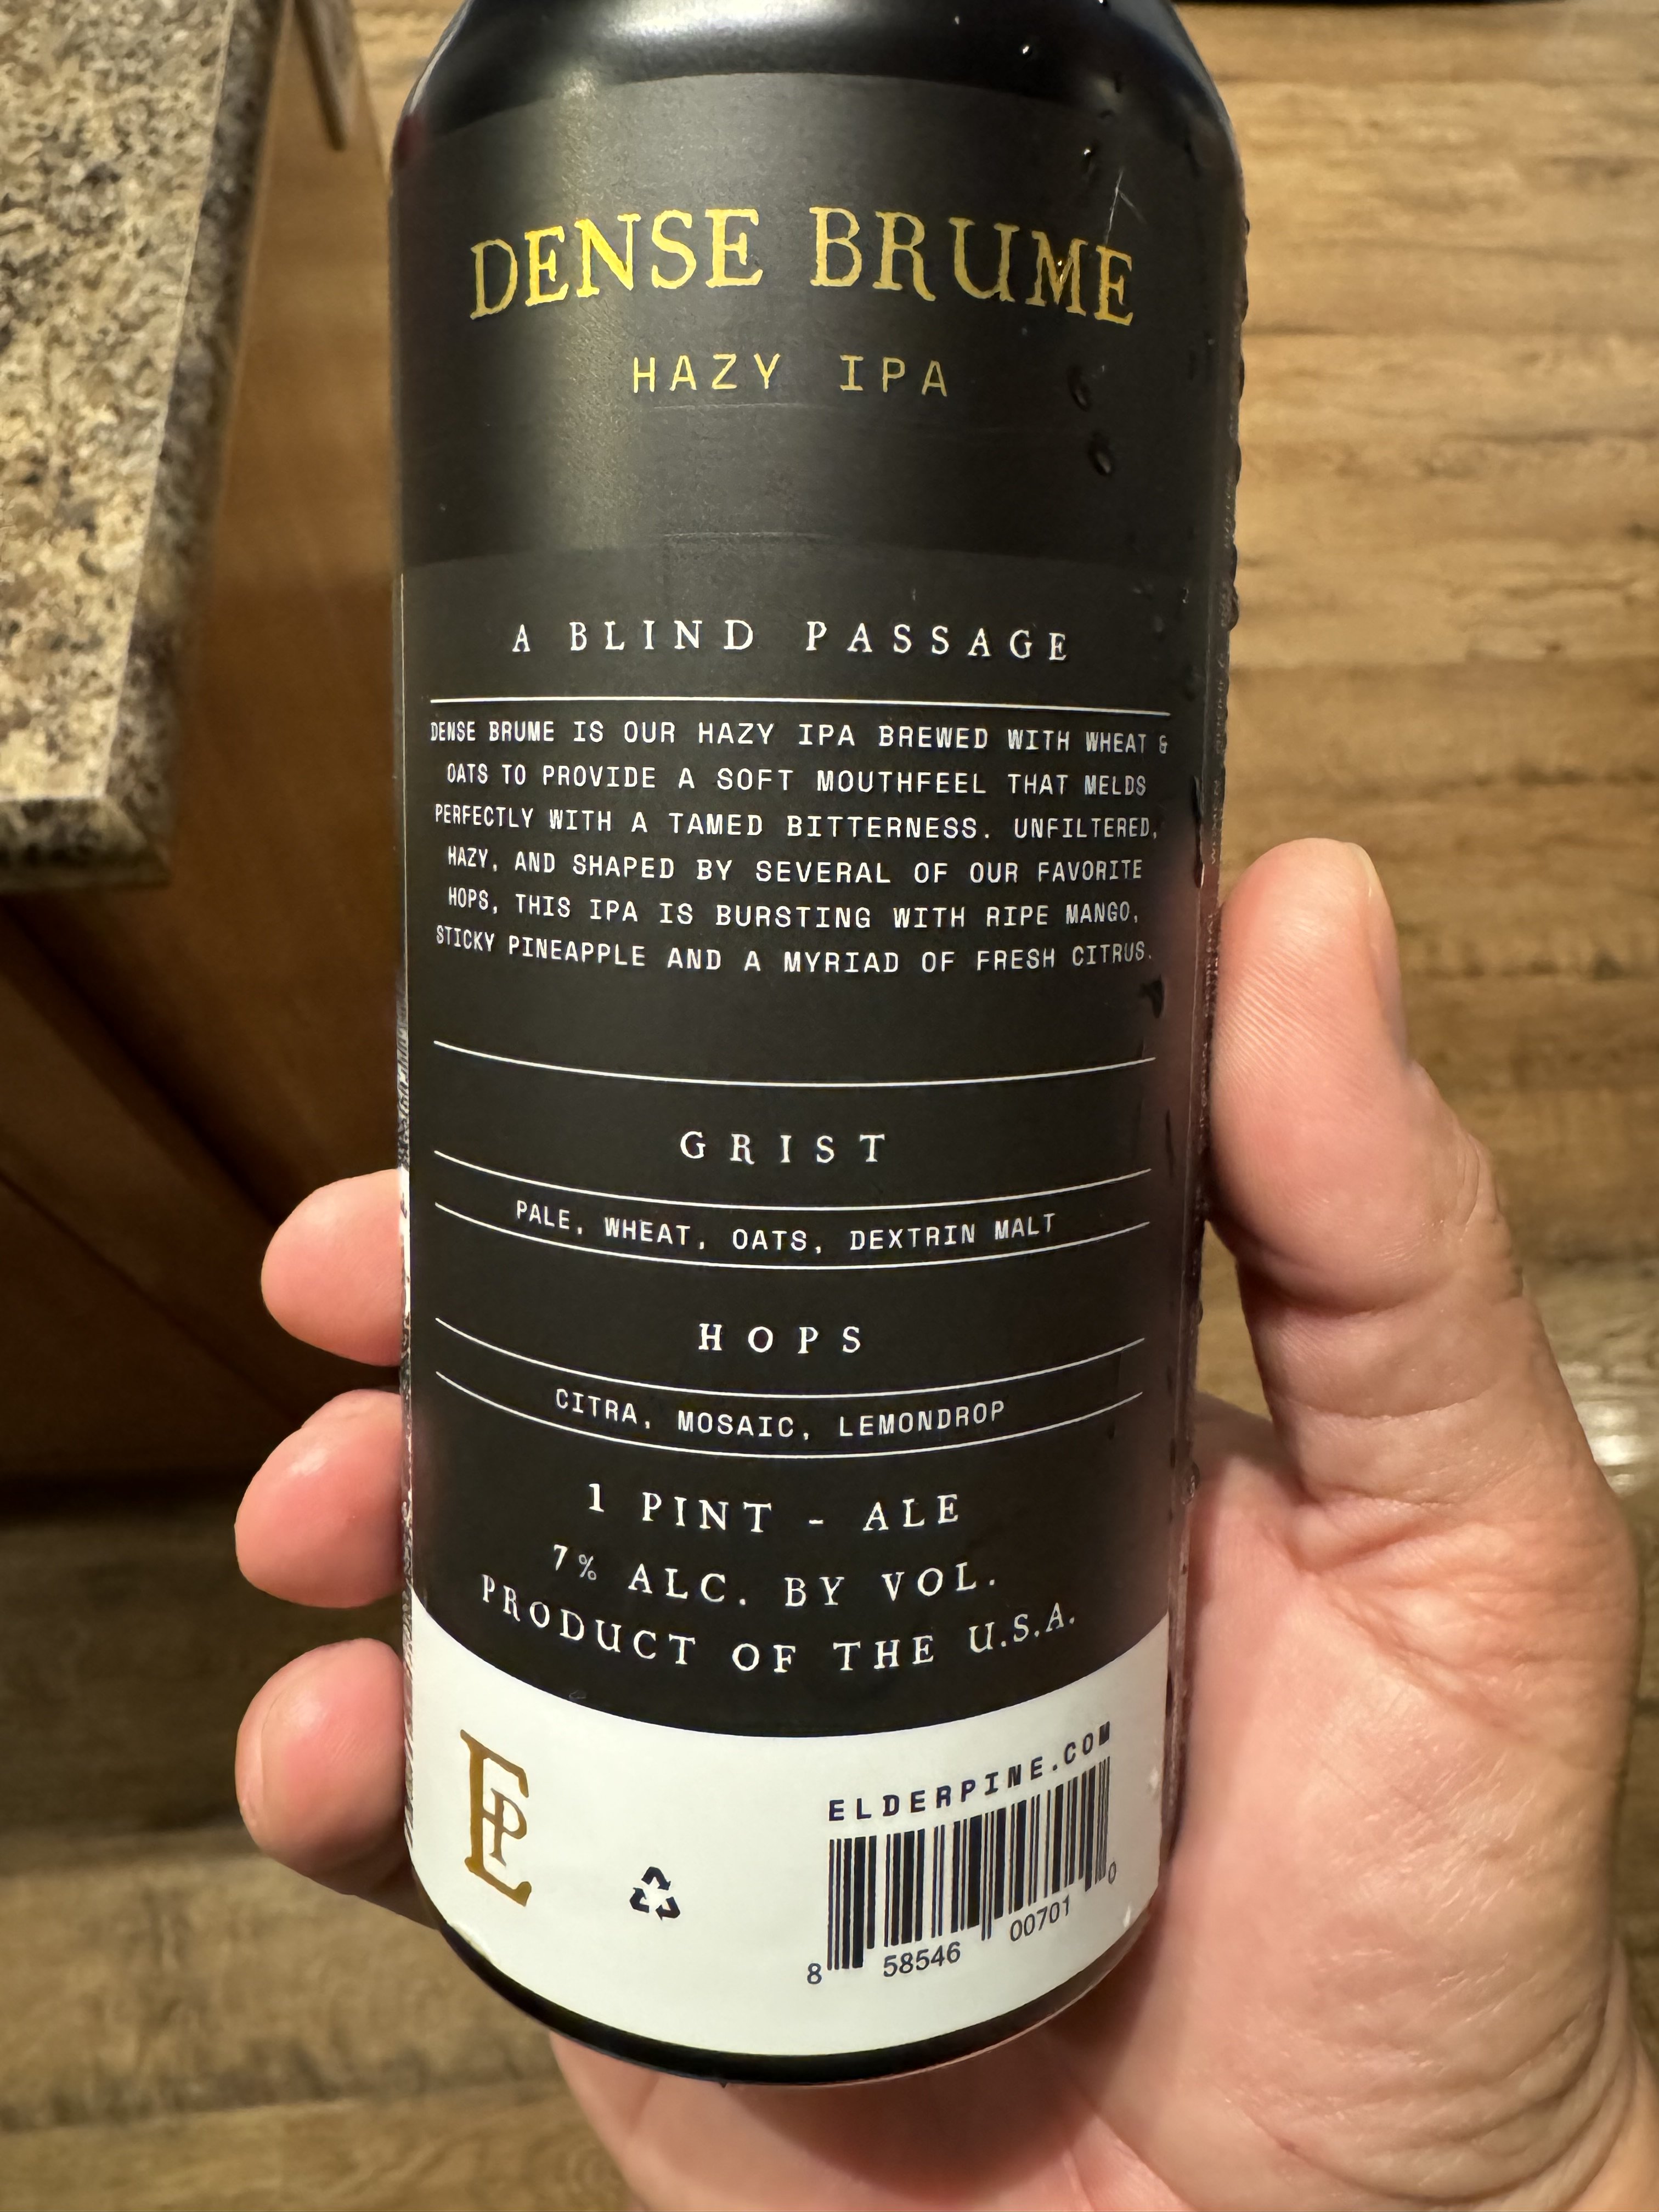 DENSE BRUME
HAZY IPA
A BLIND PASSAGE
DENSE BRUME IS OUR HAZY IPA BREWED WITH WHEAT &
OATS TO PROVIDE A SOFT MOUTHFEEL THAT MELDS
PERFECTLY WITH A TAMED BITTERNESS. UNFILTERED,
HAZY, AND SHAPED BY SEVERAL OF OUR FAVORITE
HOPS, THIS IPA IS BURSTING WITH RIPE MANGO,
STICKY PINEAPPLE AND A MYRIAD OF FRESH CITRUS.
GRIST
PALE, WHEAT, OATS, DEXTRIN MALT
HOPS
CITRA, MOSAIC, LEMONDROP
1 PINT - ALE
7% ALC. BY VOL.
PRODUCT OF THE U.S.A.
EP
ELDERPINE.COM
8 58546 00701 0